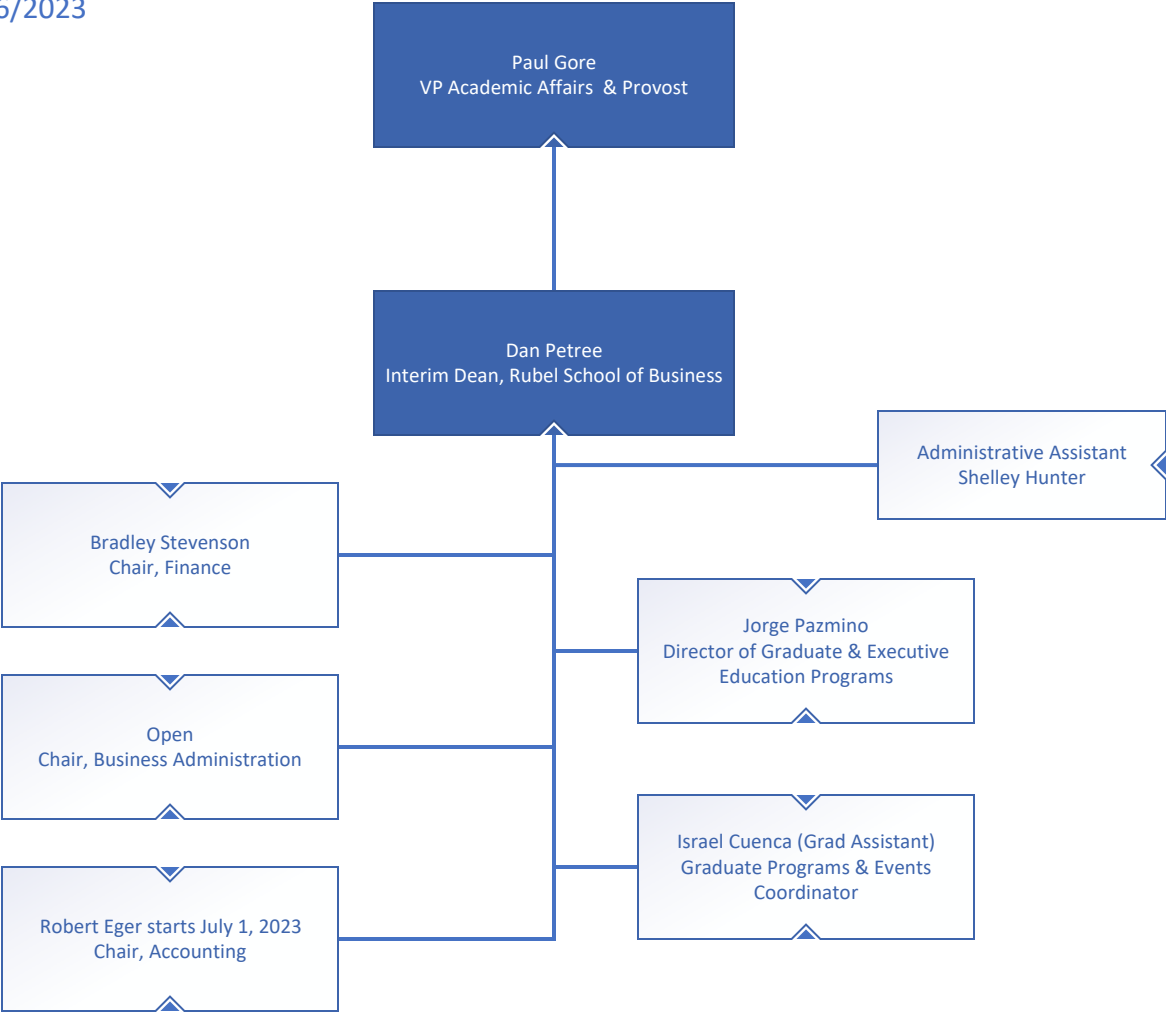 6/2023
Paul Gore
VP Academic Affairs & Provost
Dan Petree
Interim Dean, Rubel School of Business
Administrative Assistant
Shelley Hunter
Bradley Stevenson
Chair, Finance
Jorge Pazmino
Director of Graduate & Executive
Education Programs
Open
Chair, Business Administration
Israel Cuenca (Grad Assistant)
Graduate Programs & Events
Coordinator
Robert Eger starts July 1, 2023
Chair, Accounting